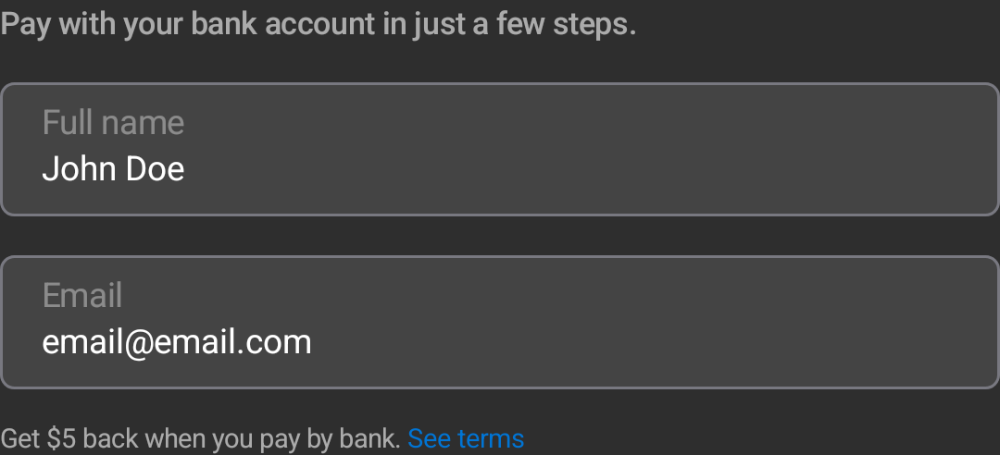 Pay with your bank account in just a few steps.
Full name
John Doe
Email
email@email.com
Get $5 back when you pay by bank. See terms